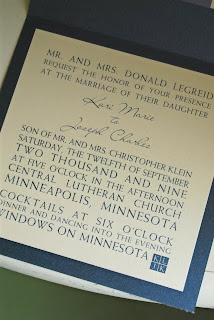 MR. AND MRS. DONALD LEGREID
REQUEST THE HONOR OF YOUR PRESENCE
AT THE MARRIAGE OF THEIR DAUGHTER
Keri Marie
to
Joseph Charles
SON OF MR. AND MRS. CHRISTOPHER KLEIN
SATURDAY, THE TWELFTH OF SEPTEMBER
TWO THOUSAND AND NINE
AT FIVE O'CLOCK IN THE AFTERNOON
CENTRAL LUTHERAN CHURCH
MINNEAPOLIS, MINNESOTA
COCKTAILS AT SIX O'CLOCK
DINNER AND DANCING INTO THE EVENING
WINDOWS ON MINNESOTA